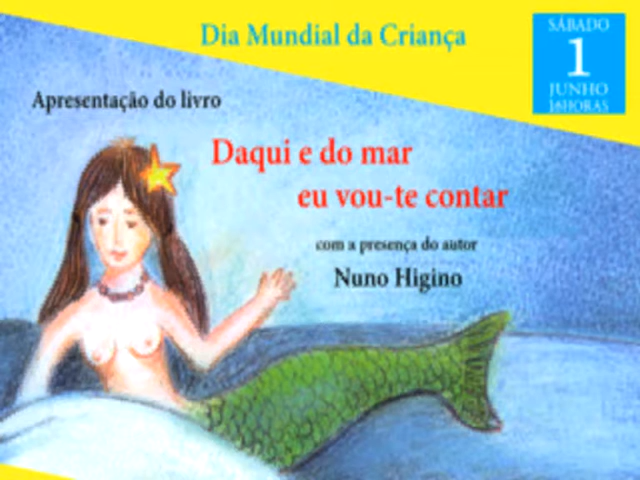 Dia Mundial da Criança
SÁBADO
1
JUNHO
16HORAS
Apresentação do livro
Daqui e do mar
eu vou-te contar
com a presença do autor
Nuno Higino